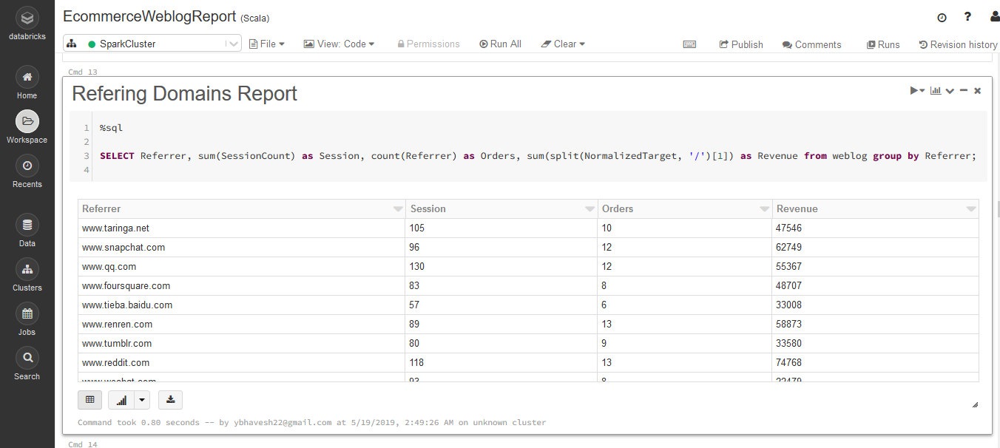 databricks
Home
Workspace
Recents
Data
Clusters
Jobs
Search
EcommerceWeblogReport (Scala)
SparkCluster File View: Code Permissions Run All Clear Publish Comments Runs Revision history
Cmd 13
Refering Domains Report
1 %sql
2
3 SELECT Referrer, sum(SessionCount) as Session, count(Referrer) as Orders, sum(split(NormalizedTarget, '/')[1]) as Revenue from weblog group by Referrer;
4
Referrer Session Orders Revenue
www.taringa.net 105 10 47546
www.snapchat.com 96 12 62749
www.qq.com 130 12 55367
www.foursquare.com 83 8 48707
www.tieba.baidu.com 57 6 33008
www.renren.com 89 13 58873
www.tumblr.com 80 9 33580
www.reddit.com 118 13 74768
Command took 0.80 seconds -- by ybhavesh22@gmail.com at 5/19/2019, 2:49:26 AM on unknown cluster
Cmd 14